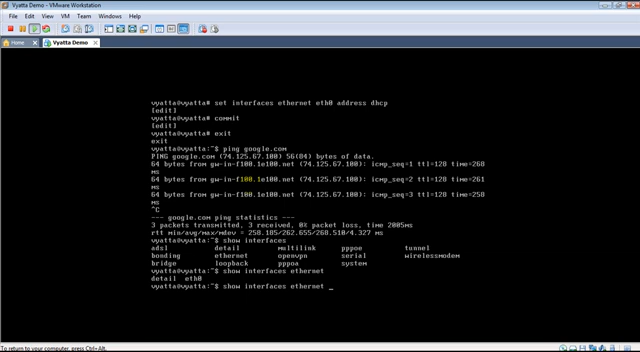 Vyatta Demo - VMware Workstation
File Edit View VM Team Windows Help
Home Vyatta Demo
vyatta@vyatta# set interfaces ethernet eth0 address dhcp
[edit]
vyatta@vyatta# commit
[edit]
vyatta@vyatta# exit
exit
vyatta@vyatta:~$ ping google.com
PING google.com (74.125.67.100) 56(84) bytes of data.
64 bytes from gw-in-f100.1e100.net (74.125.67.100): icmp_seq=1 ttl=128 time=268
ms
64 bytes from gw-in-f100.1e100.net (74.125.67.100): icmp_seq=2 ttl=128 time=261
ms
64 bytes from gw-in-f100.1e100.net (74.125.67.100): icmp_seq=3 ttl=128 time=258
ms
^C
--- google.com ping statistics ---
3 packets transmitted, 3 received, 0% packet loss, time 2005ms
rtt min/avg/max/mdev = 258.185/262.655/268.510/4.327 ms
vyatta@vyatta:~$ show interfaces
adsl detail multilink pppoe tunnel
bonding ethernet openvpn serial wirelessmodem
bridge loopback pppoa system
vyatta@vyatta:~$ show interfaces ethernet
detail eth0
vyatta@vyatta:~$ show interfaces ethernet _
To return to your computer, press Ctrl+Alt.